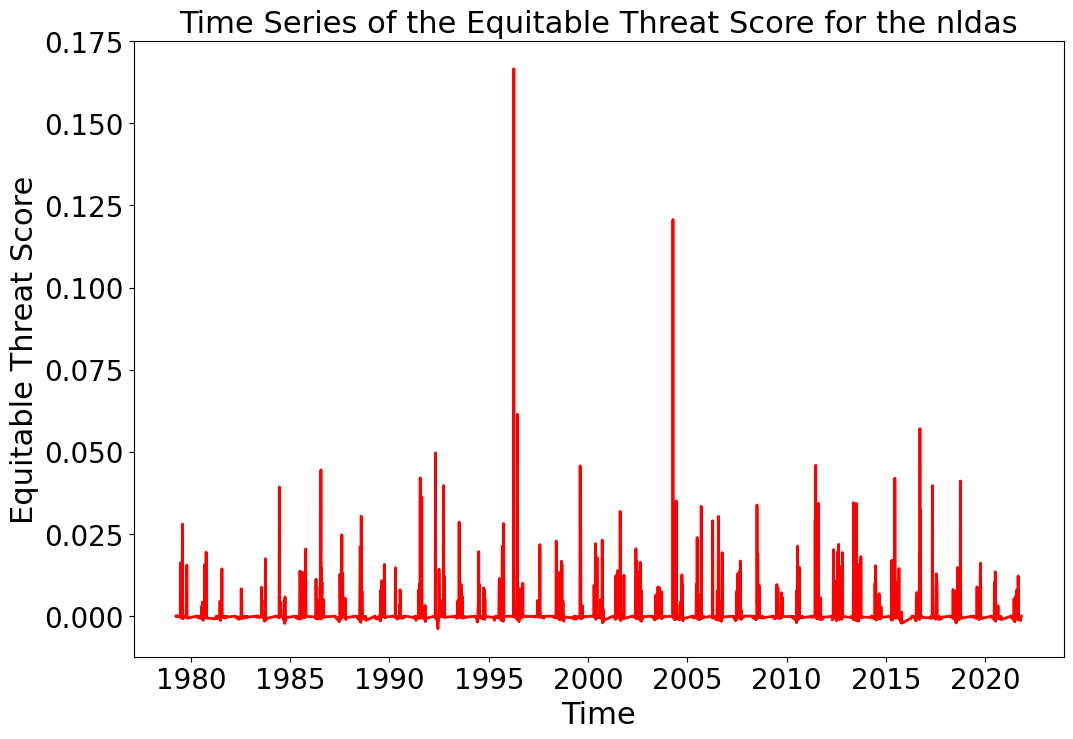 Time Series of the Equitable Threat Score for the nldas
0.175
0.150
0.125
0.100
0.075
0.050
0.025
0.000
Equitable Threat Score
1980 1985 1990 1995 2000 2005 2010 2015 2020
Time